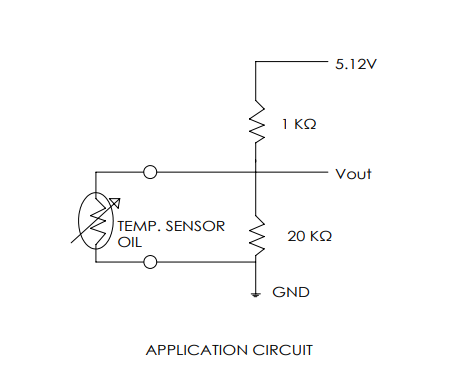 5.12V
1 KΩ
Vout
TEMP. SENSOR
OIL
20 KΩ
GND
APPLICATION CIRCUIT